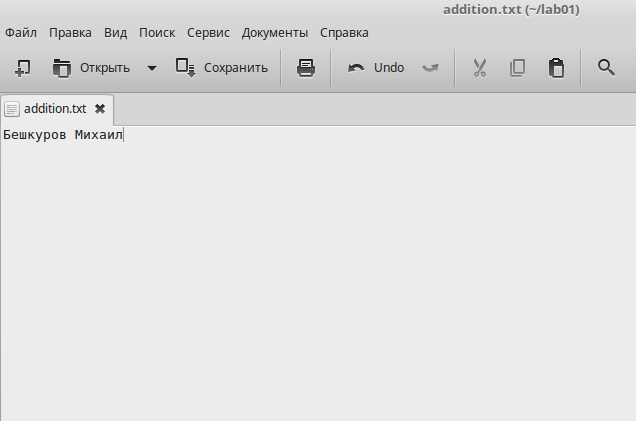 addition.txt (~/lab01)
Файл Правка Вид Поиск Сервис Документы Справка
Открыть Сохранить Undo
addition.txt
Бешкуров Михаил